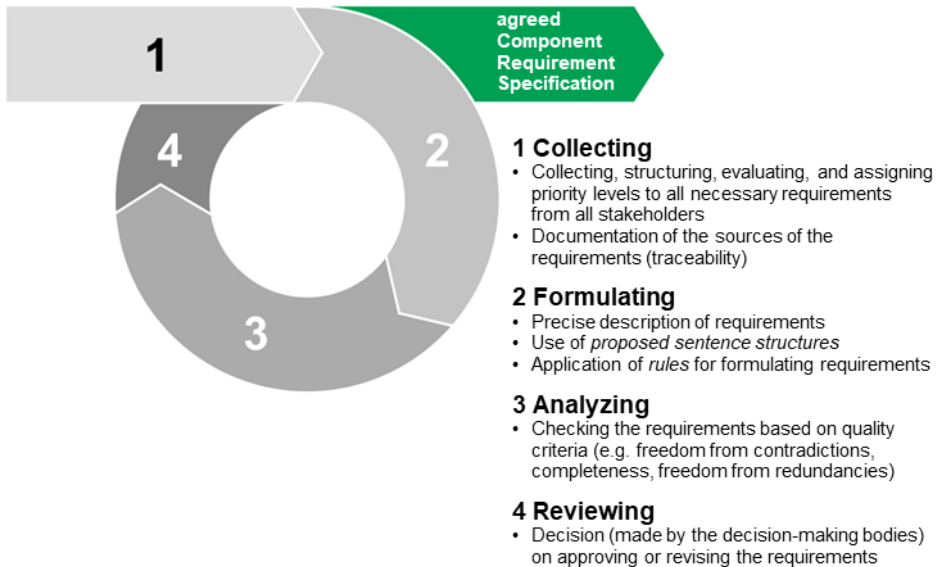 1
agreed
Component
Requirement
Specification
2
4
3
1 Collecting
• Collecting, structuring, evaluating, and assigning
priority levels to all necessary requirements
from all stakeholders
• Documentation of the sources of the
requirements (traceability)
2 Formulating
• Precise description of requirements
• Use of proposed sentence structures
• Application of rules for formulating requirements
3 Analyzing
• Checking the requirements based on quality
criteria (e.g. freedom from contradictions,
completeness, freedom from redundancies)
4 Reviewing
• Decision (made by the decision-making bodies)
on approving or revising the requirements